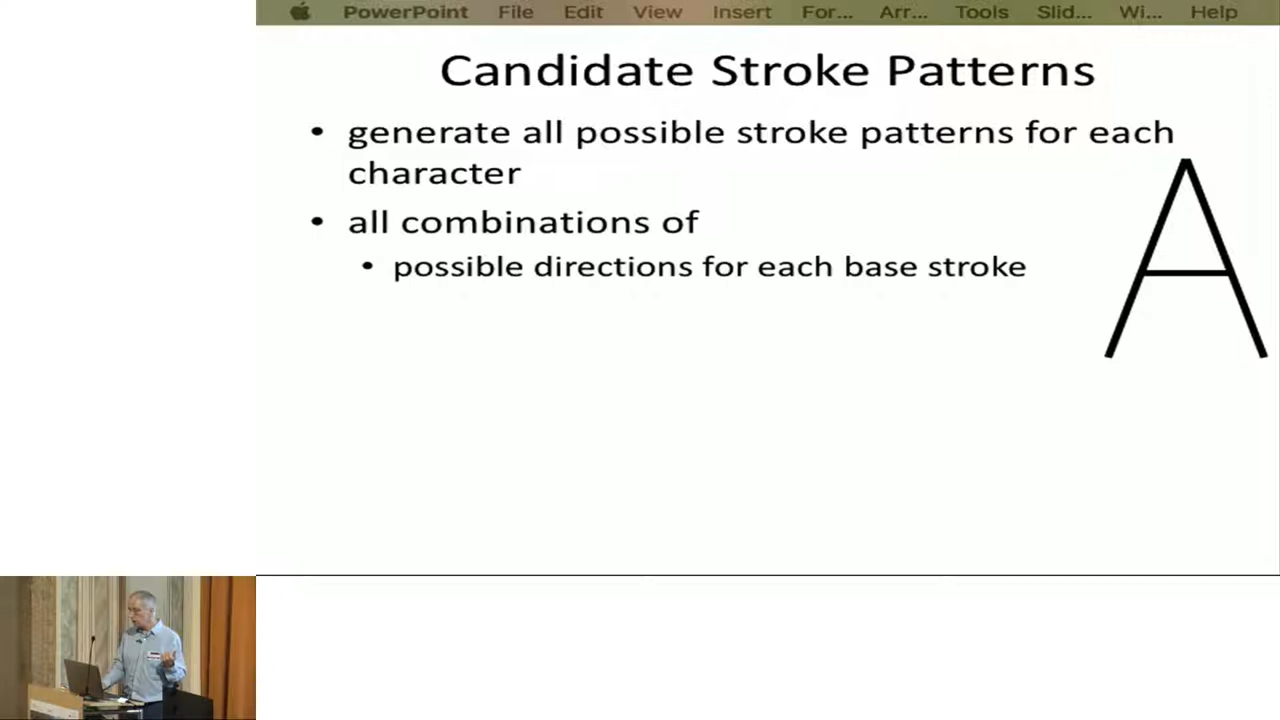 PowerPoint File Edit View Insert For... Arr... Tools Slid... Wi... Help
Candidate Stroke Patterns
• generate all possible stroke patterns for each
character
• all combinations of
• possible directions for each base stroke
A